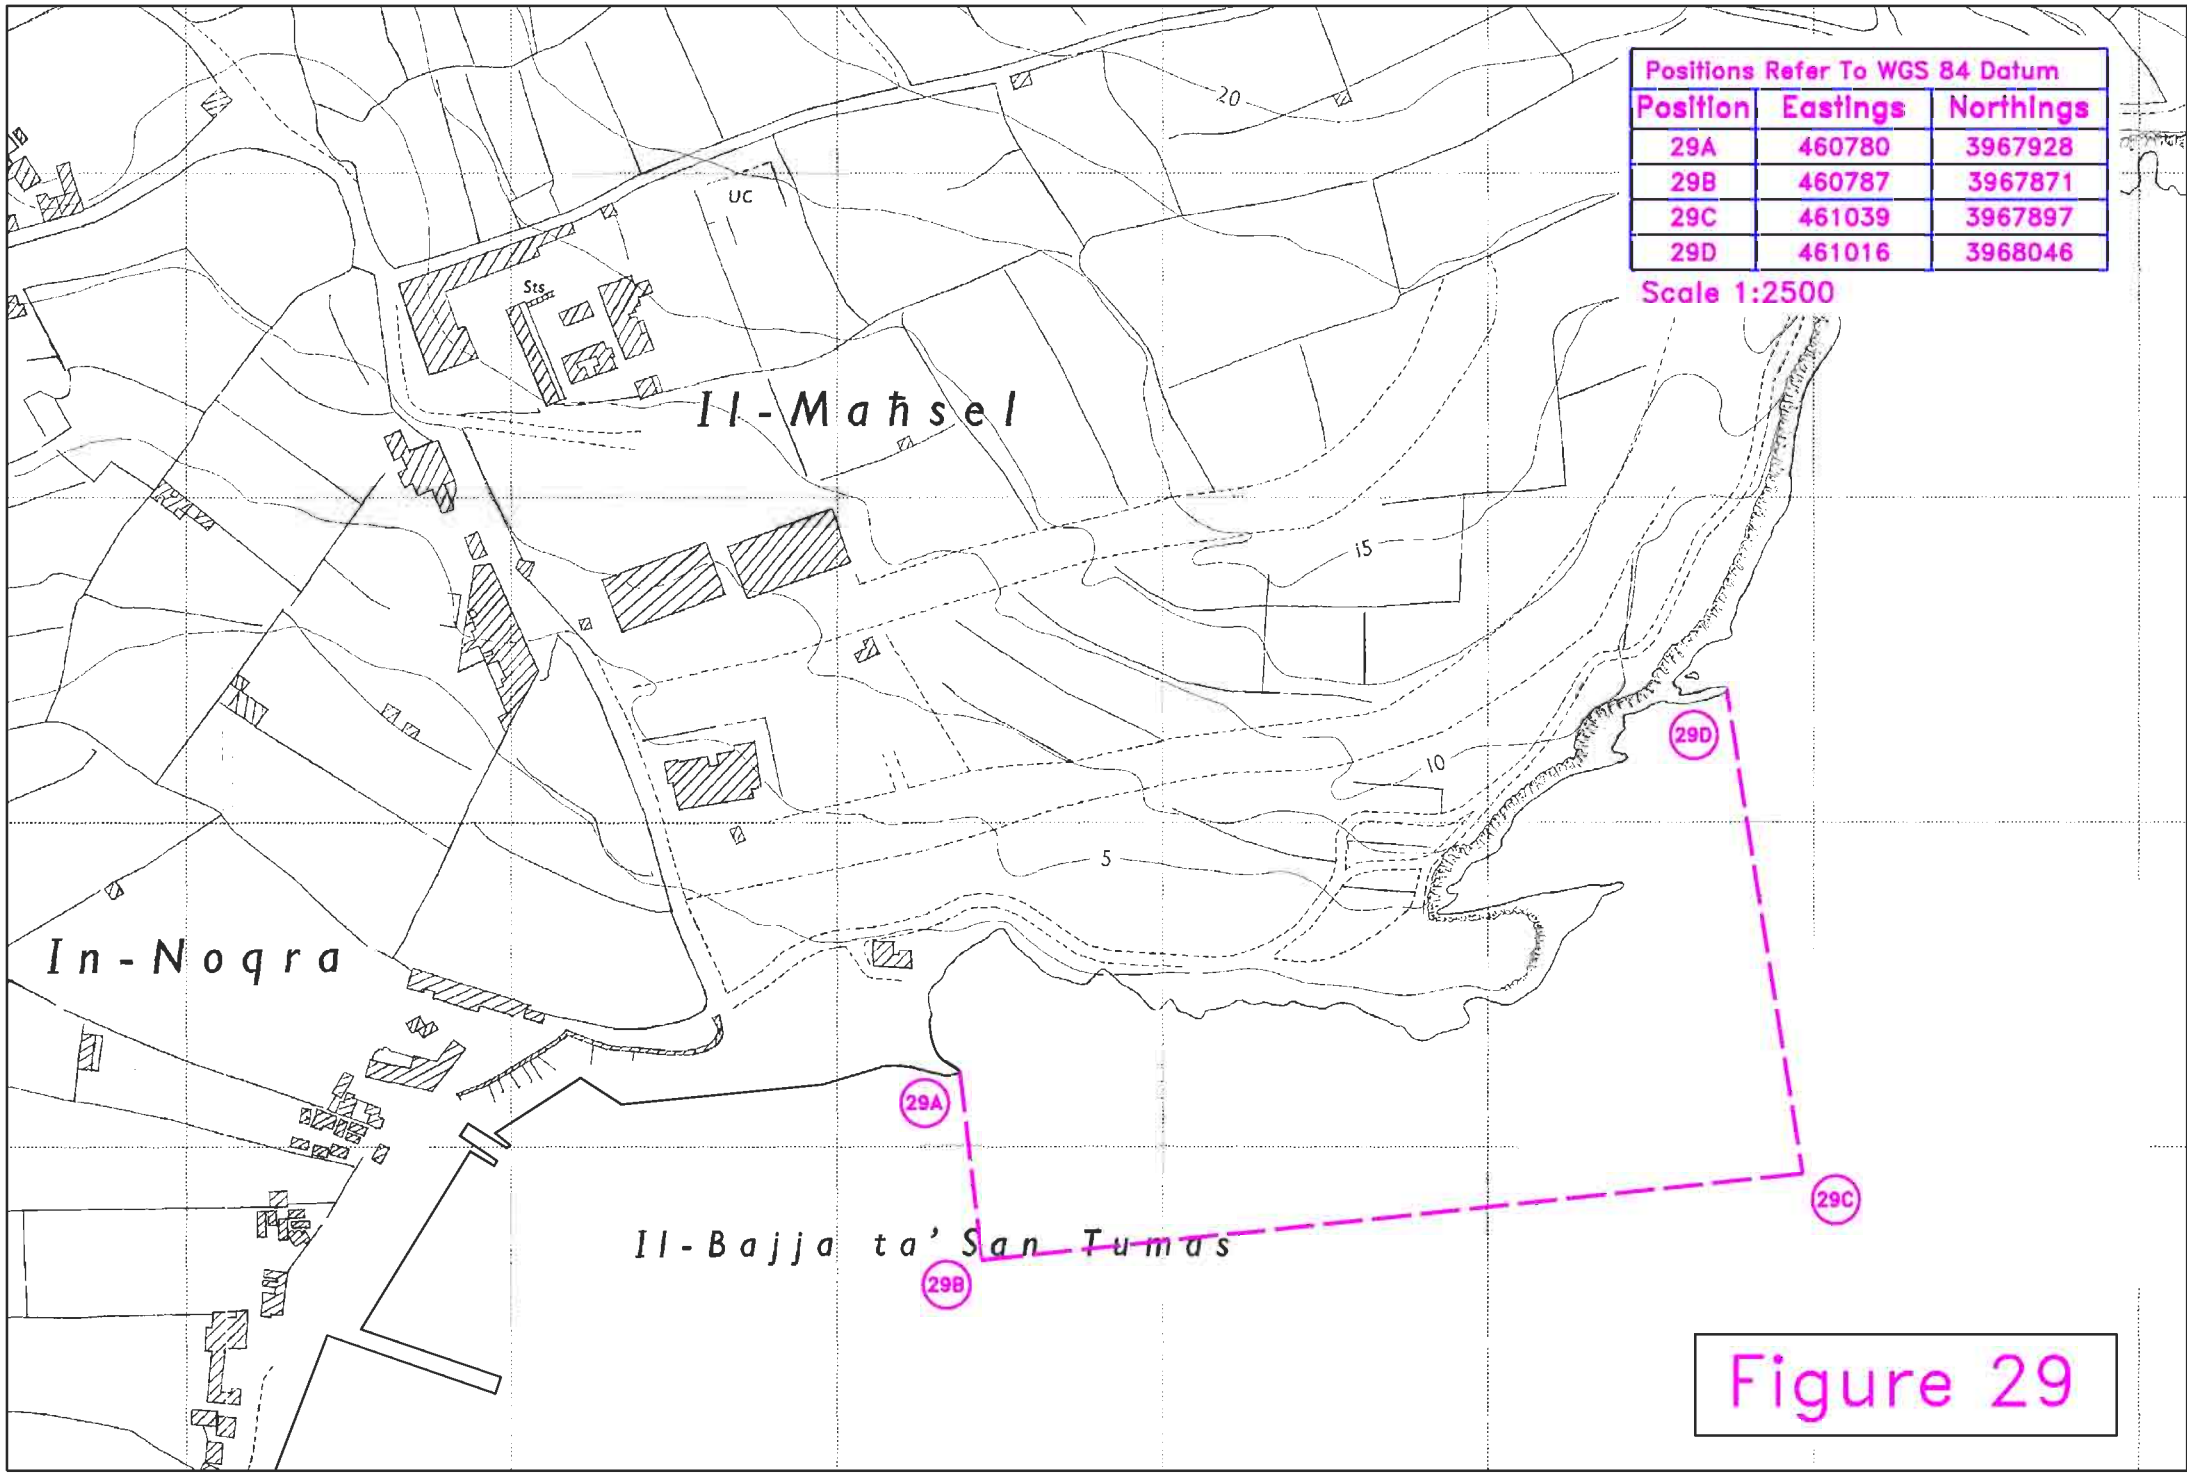 Positions Refer To WGS 84 Datum
Position Eastings Northings
29A 460780 3967928
29B 460787 3967871
29C 461039 3967897
29D 461016 3968046
Scale 1:2500
20
UC
Sts
Il-Maħsel
15
29D
10
5
In-Noqra
29A
29C
Il-Bajja ta' San Tumas
29B
Figure 29